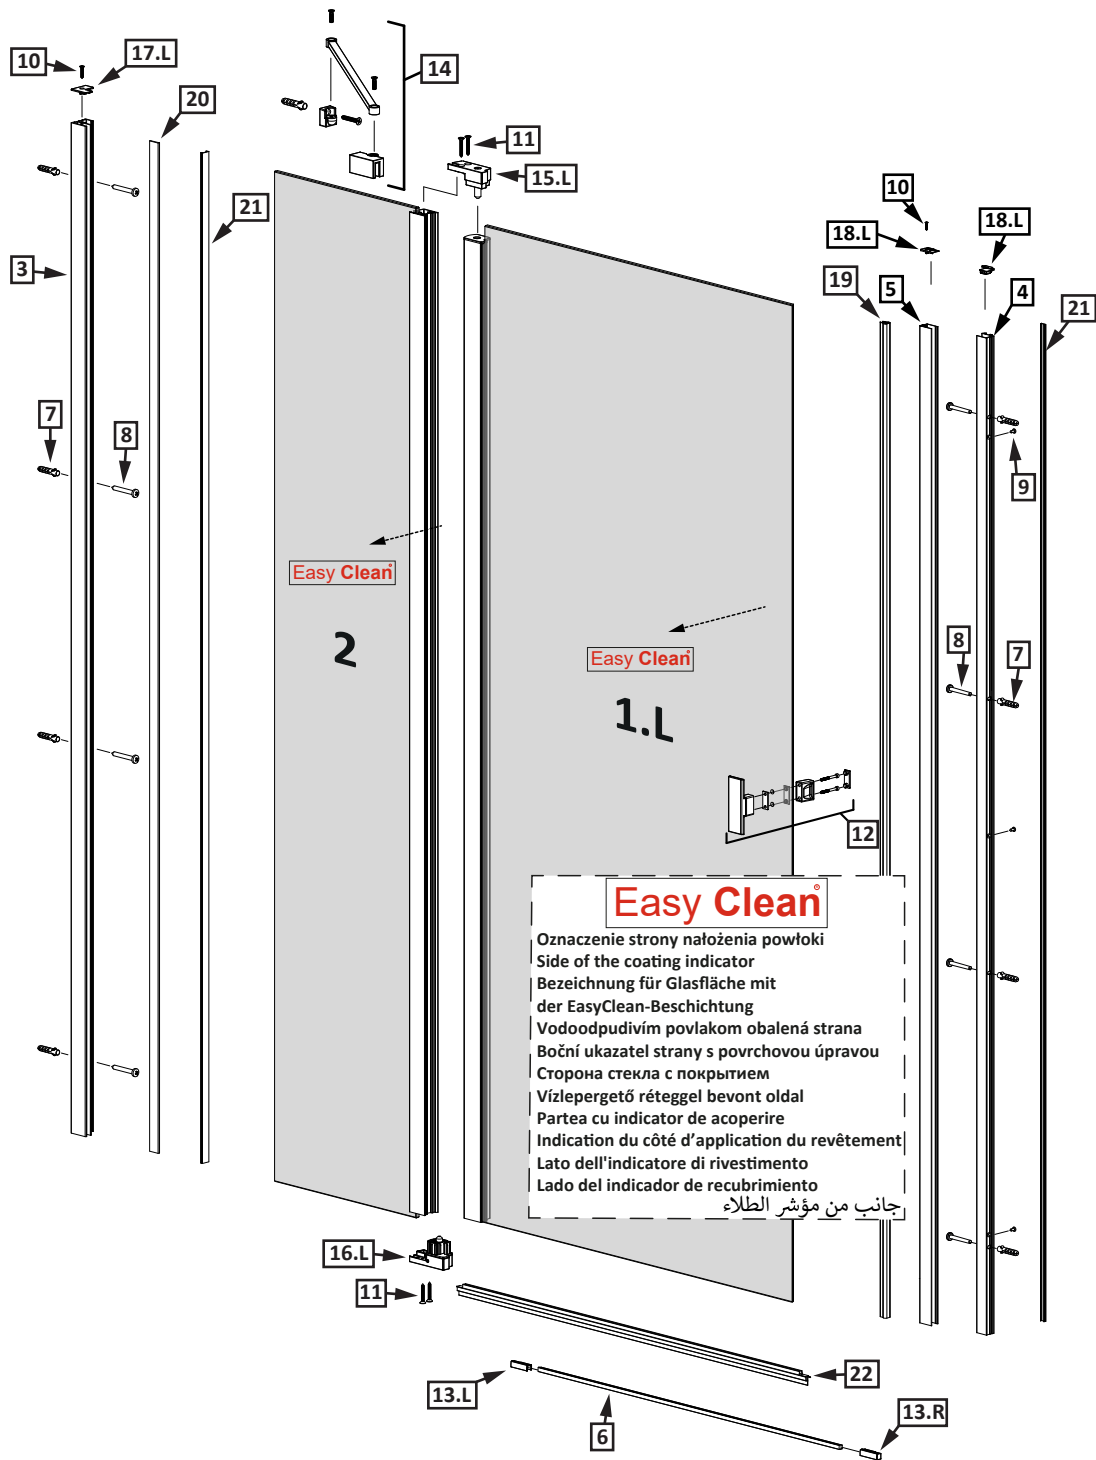 10
17.L
14
20
11
15.L
10
18.L
18.L
21
3
19
5
4
21
7
8
9
Easy Clean
2
Easy Clean®
1.L
8
7
12
Easy Clean®
Oznaczenie strony nałożenia powłoki
Side of the coating indicator
Bezeichnung für Glasfläche mit
der EasyClean-Beschichtung
Vodoodpudivím povlakom obalená strana
Boční ukazatel strany s povrchovou úpravou
Сторона стекла с покрытием
Vízlepergető réteggel bevont oldal
Partea cu indicator de acoperire
Indication du côté d'application du revêtement
Lato dell'indicatore di rivestimento
Lado del indicador de recubrimiento
جانب من مؤشر الطلاء
16.L
11
22
13.L
6
13.R